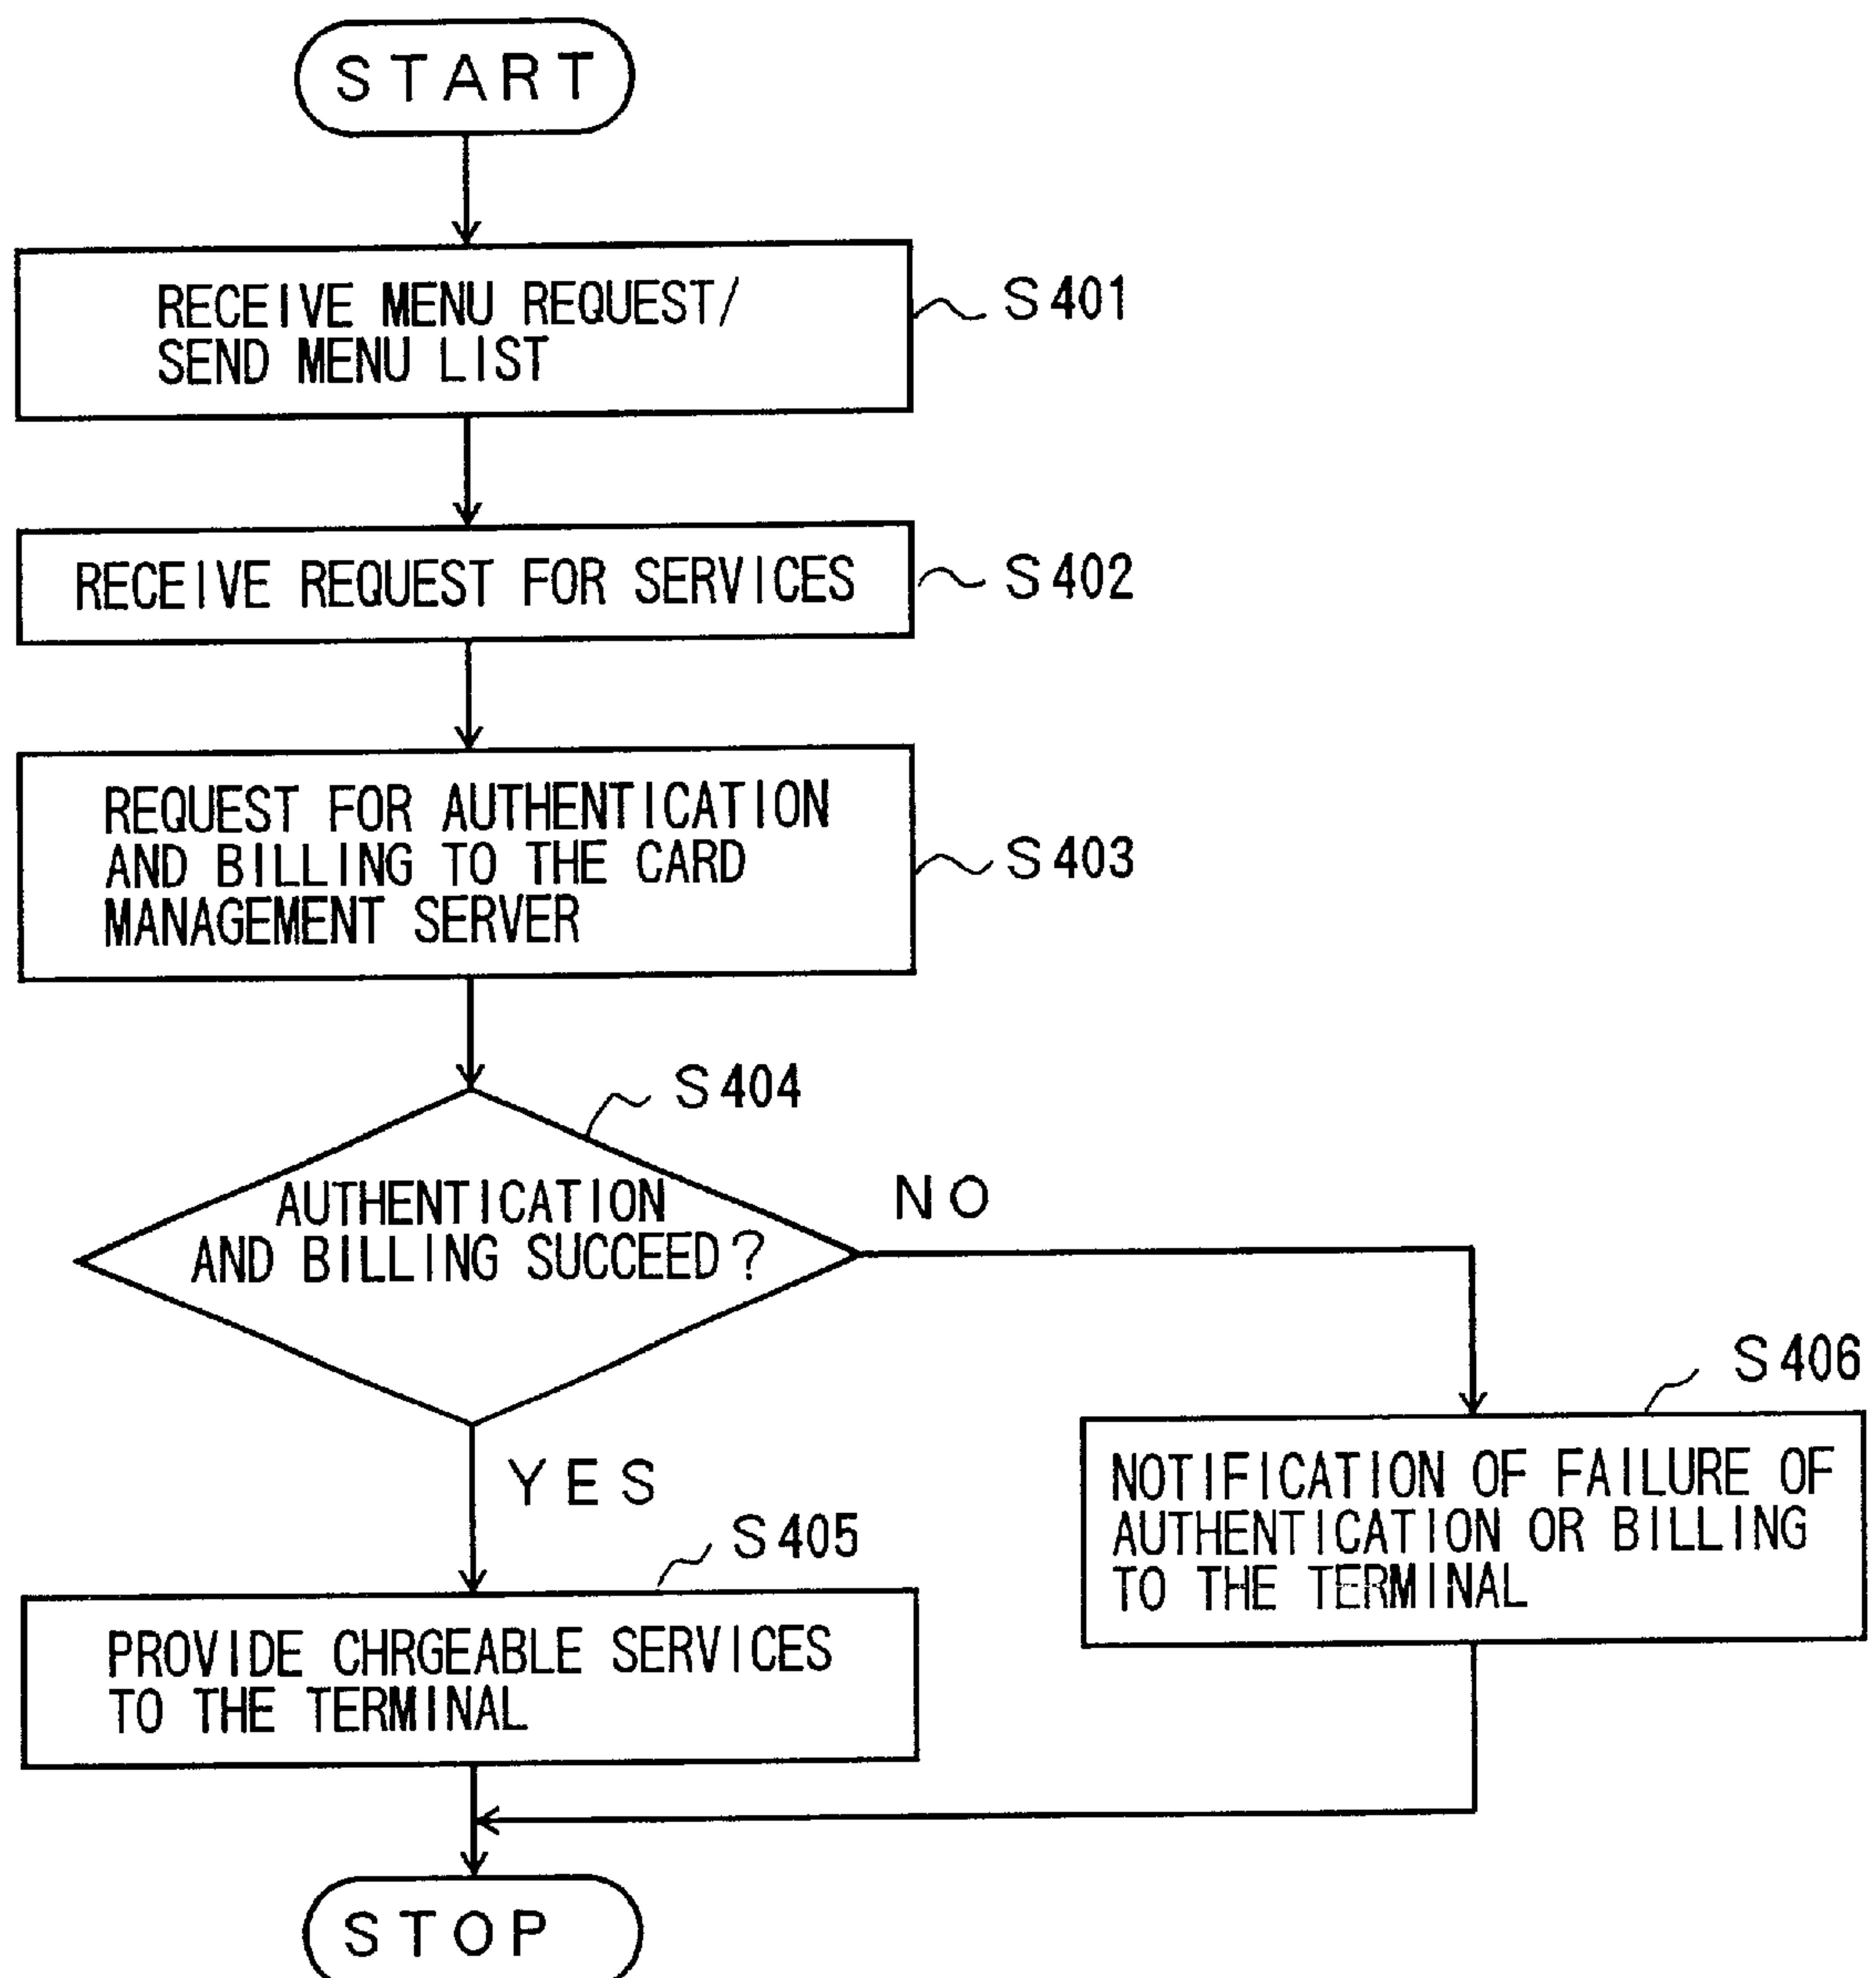 START
RECEIVE MENU REQUEST/
SEND MENU LIST
S401
RECEIVE REQUEST FOR SERVICES
S402
REQUEST FOR AUTHENTICATION
AND BILLING TO THE CARD
MANAGEMENT SERVER
S403
S404
AUTHENTICATION
AND BILLING SUCCEED?
NO
YES
S405
PROVIDE CHRGEABLE SERVICES
TO THE TERMINAL
S406
NOTIFICATION OF FAILURE OF
AUTHENTICATION OR BILLING
TO THE TERMINAL
STOP